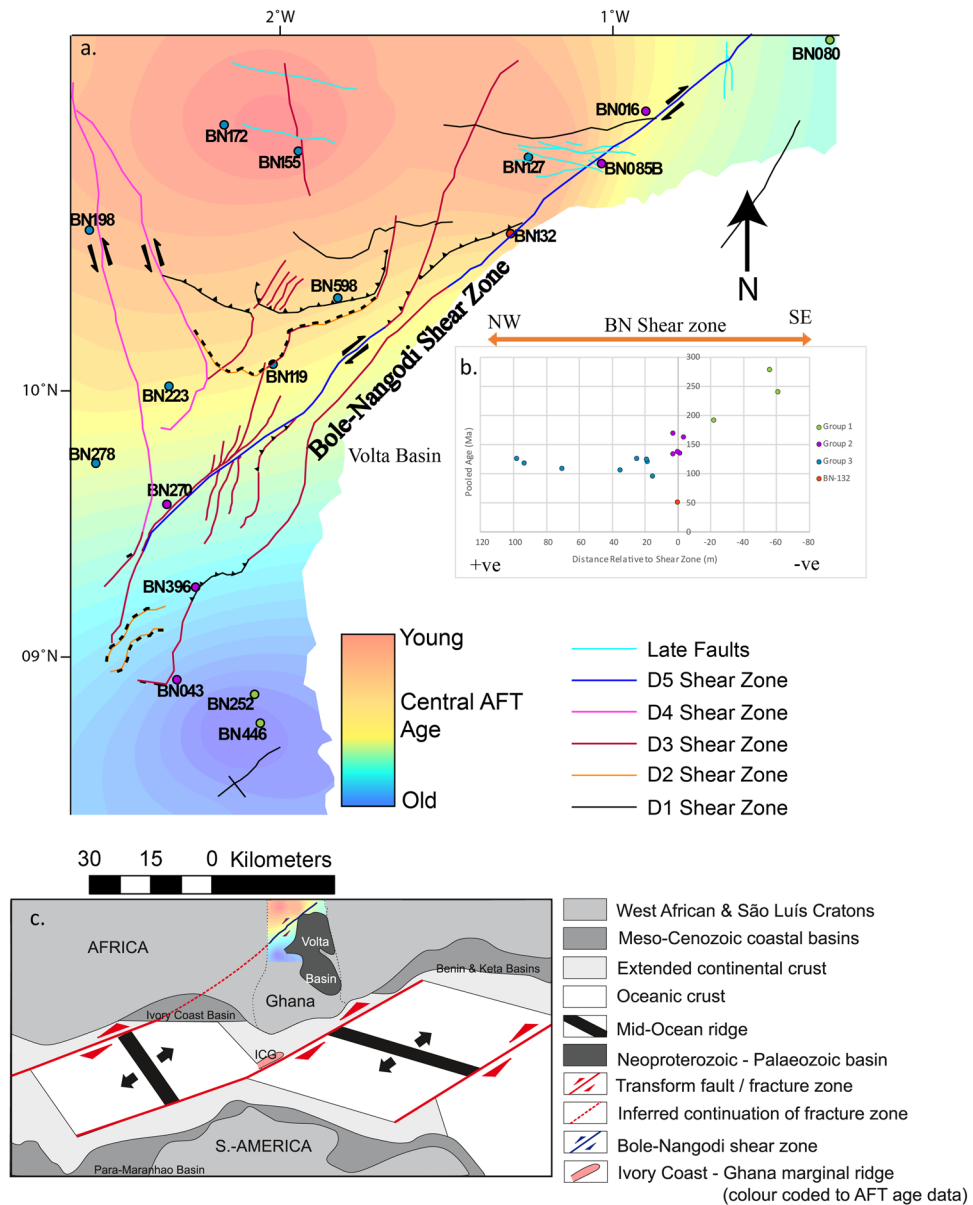 2°W
1°W
a.
BN080
BN016
BN172
BN155
BN127
BN085B
BN198
BN132
N
BN598
Bole-Nangodi Shear Zone
NW
BN Shear zone
SE
b.
300
250
200
150
100
50
0
Pooled Age (Ma)
Group 1
Group 2
Group 3
BN-132
120
100
80
60
40
20
0
-20
-40
-60
-80
Distance Relative to Shear Zone (m)
+ve
-ve
BN119
10°N
BN223
Volta Basin
BN278
BN270
BN396
09°N
BN043
BN252
BN446
Young
Central AFT
Age
Old
Late Faults
D5 Shear Zone
D4 Shear Zone
D3 Shear Zone
D2 Shear Zone
D1 Shear Zone
30 15 0 Kilometers
c.
AFRICA
Volta
Basin
Benin & Keta Basins
Ghana
Ivory Coast Basin
ICG
S.-AMERICA
Para-Maranhao Basin
West African & São Luís Cratons
Meso-Cenozoic coastal basins
Extended continental crust
Oceanic crust
Mid-Ocean ridge
Neoproterozoic - Palaeozoic basin
Transform fault / fracture zone
Inferred continuation of fracture zone
Bole-Nangodi shear zone
Ivory Coast - Ghana marginal ridge
(colour coded to AFT age data)